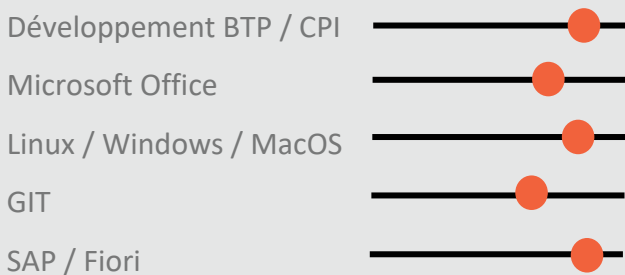 Développement BTP / CPI
Microsoft Office
Linux / Windows / MacOS
GIT
SAP / Fiori